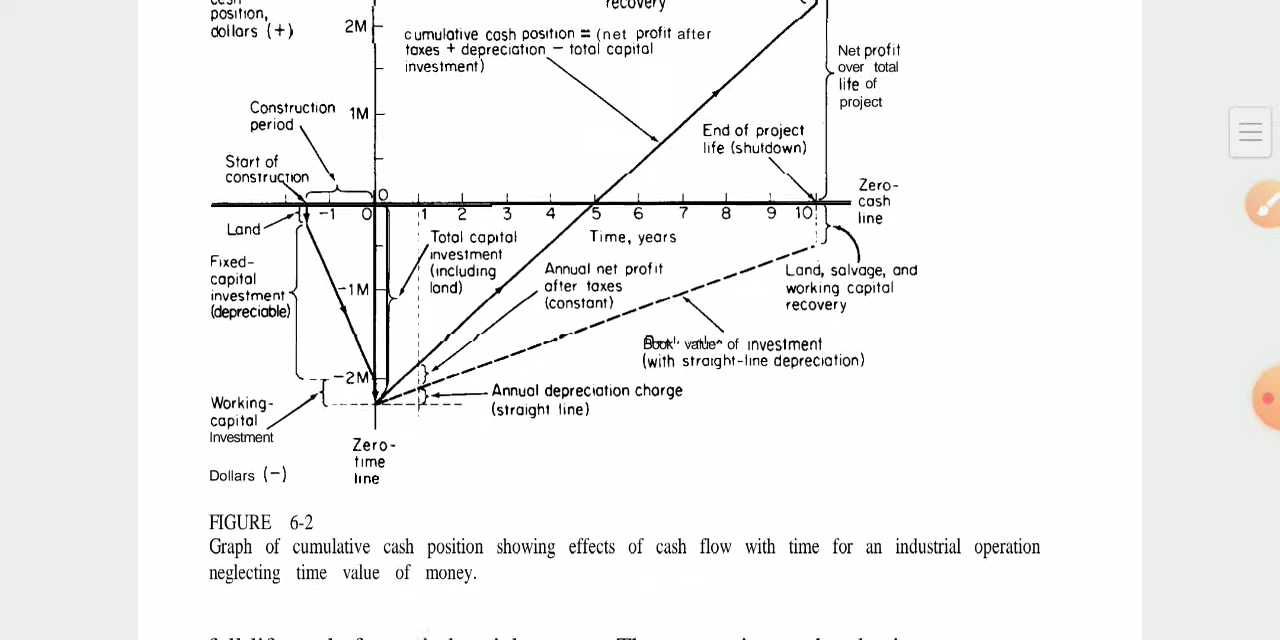 position,
dollars (+)
recovery
2M
cumulative cash position = (net profit after
taxes + depreciation − total capital
investment)
Net profit
over total
life of
project
Construction
period
1M
End of project
life (shutdown)
Start of
construction
Zero-
cash
line
0
-1 0 1 2 3 4 5 6 7 8 9 10
Time, years
Land
Total capital
investment
(including
land)
Fixed-
capital
investment
(depreciable)
−1M
Annual net profit
after taxes
(constant)
Land, salvage, and
working capital
recovery
of investment
(with straight-line depreciation)
−2M
Annual depreciation charge
(straight line)
Working-
capital
Investment
Zero-
time
line
Dollars (−)
FIGURE 6-2
Graph of cumulative cash position showing effects of cash flow with time for an industrial operation
neglecting time value of money.